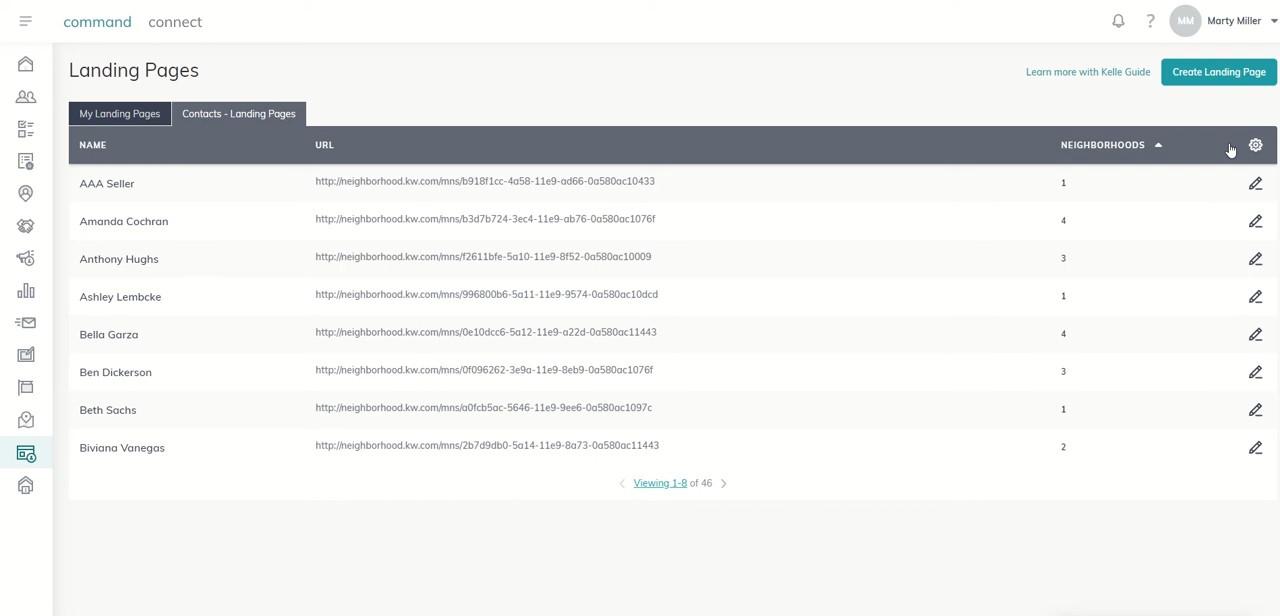 command connect
? MM Marty Miller
Landing Pages
Learn more with Kelle Guide Create Landing Page
My Landing Pages Contacts - Landing Pages
NAME URL NEIGHBORHOODS
AAA Seller http://neighborhood.kw.com/mns/b918f1cc-4a58-11e9-ad66-0a580ac10433 1
Amanda Cochran http://neighborhood.kw.com/mns/b3d7b724-3ec4-11e9-ab76-0a580ac1076f 4
Anthony Hughs http://neighborhood.kw.com/mns/f2611bfe-5a10-11e9-8f52-0a580ac10009 3
Ashley Lembcke http://neighborhood.kw.com/mns/996800b6-5a11-11e9-9574-0a580ac10dcd 1
Bella Garza http://neighborhood.kw.com/mns/0e10dcc6-5a12-11e9-a22d-0a580ac11443 4
Ben Dickerson http://neighborhood.kw.com/mns/0f096262-3e9a-11e9-8eb9-0a580ac1076f 3
Beth Sachs http://neighborhood.kw.com/mns/a0fcb5ac-5646-11e9-9ee6-0a580ac1097c 1
Biviana Vanegas http://neighborhood.kw.com/mns/2b7d9db0-5a14-11e9-8a73-0a580ac11443 2
Viewing 1-8 of 46